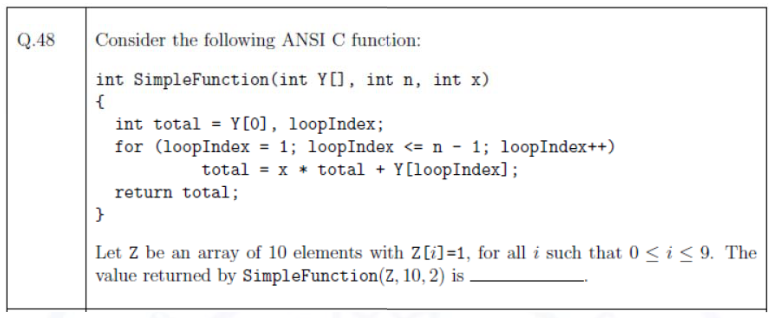 Q.48 Consider the following ANSI C function:
int SimpleFunction(int Y[], int n, int x)
{
int total = Y[0], loopIndex;
for (loopIndex = 1; loopIndex <= n - 1; loopIndex++)
total = x * total + Y[loopIndex];
return total;
}
Let Z be an array of 10 elements with Z[i]=1, for all i such that 0 ≤ i ≤ 9. The
value returned by SimpleFunction(Z, 10, 2) is ____________.